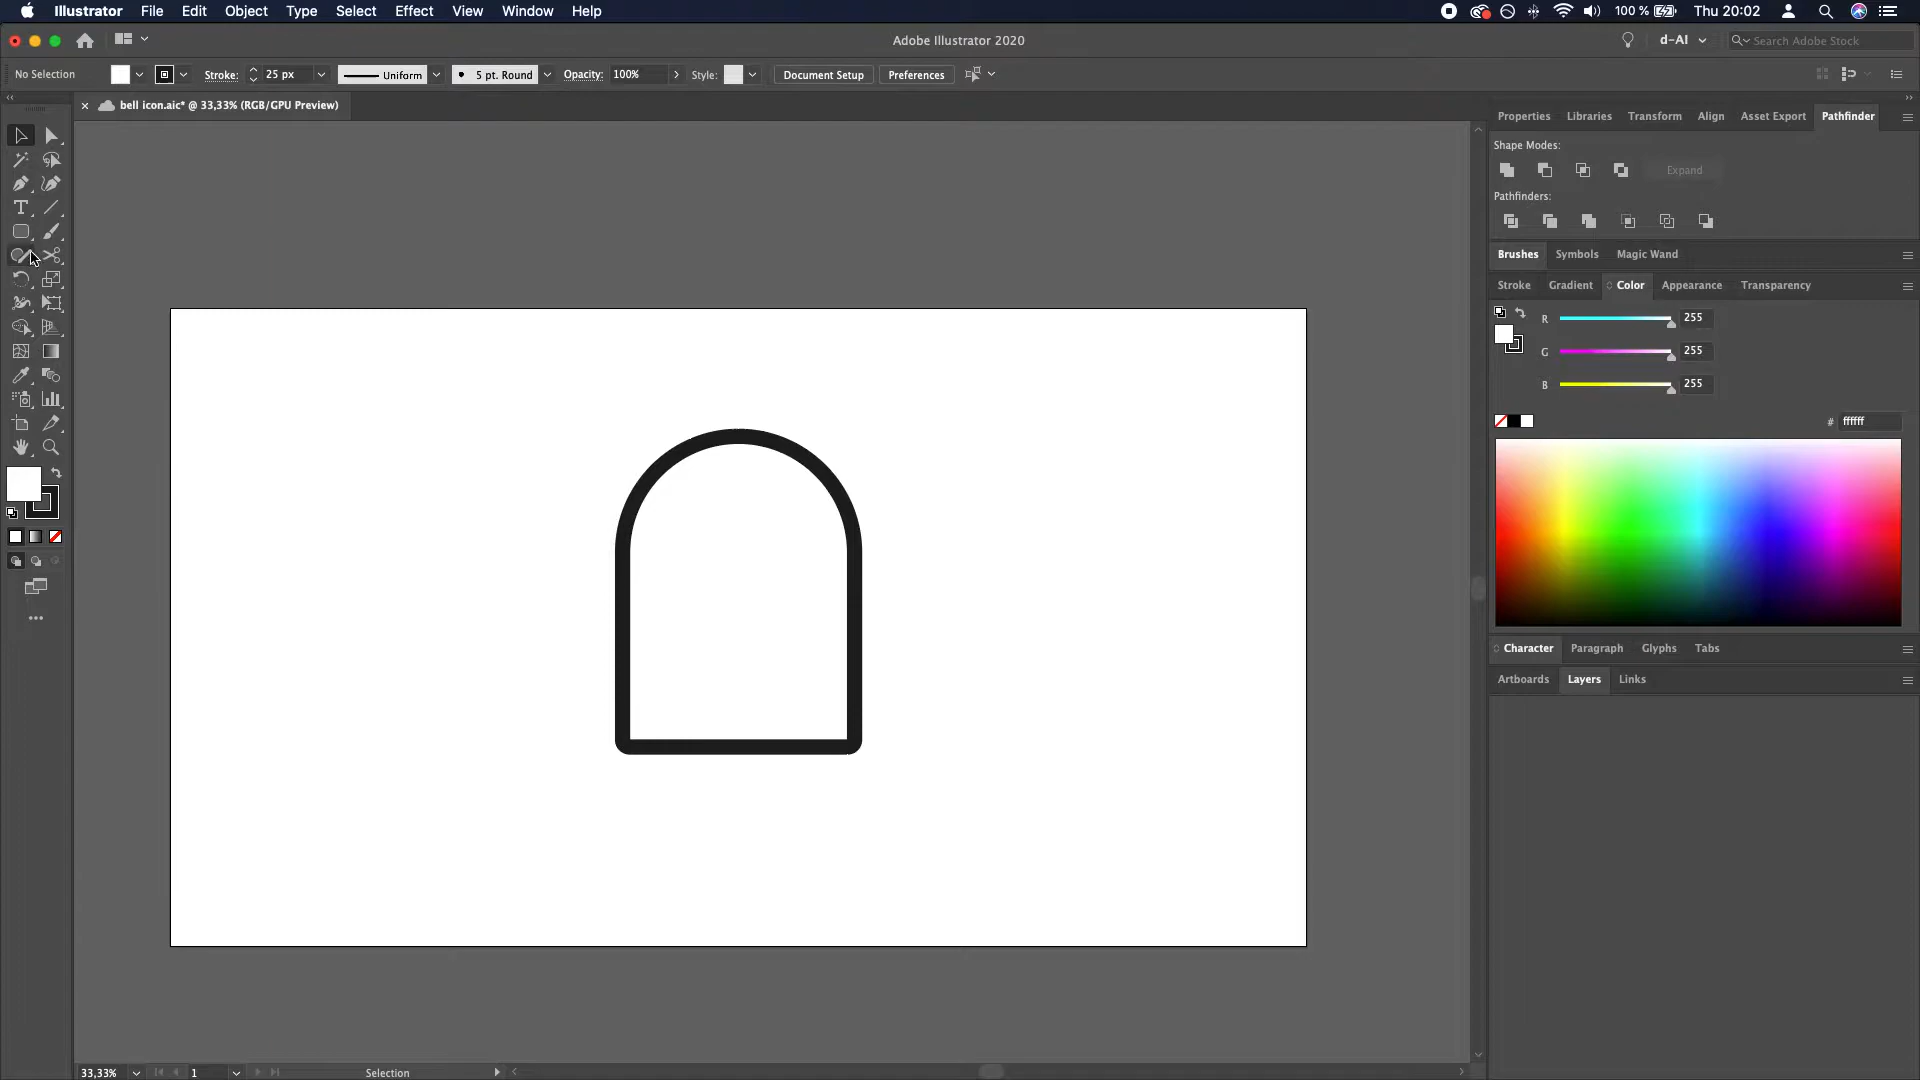 Illustrator File Edit Object Type Select Effect View Window Help 100 % Thu 20:02
Adobe Illustrator 2020 d-AI Search Adobe Stock
No Selection Stroke: 25 px Uniform 5 pt. Round Opacity: 100% Style: Document Setup Preferences
bell icon.aic* @ 33,33% (RGB/GPU Preview)
Properties Libraries Transform Align Asset Export Pathfinder
Shape Modes:
Expand
Pathfinders:
Brushes Symbols Magic Wand
Stroke Gradient Color Appearance Transparency
R 255
G 255
B 255
# ffffff
Character Paragraph Glyphs Tabs
Artboards Layers Links
33,33% 1 Selection